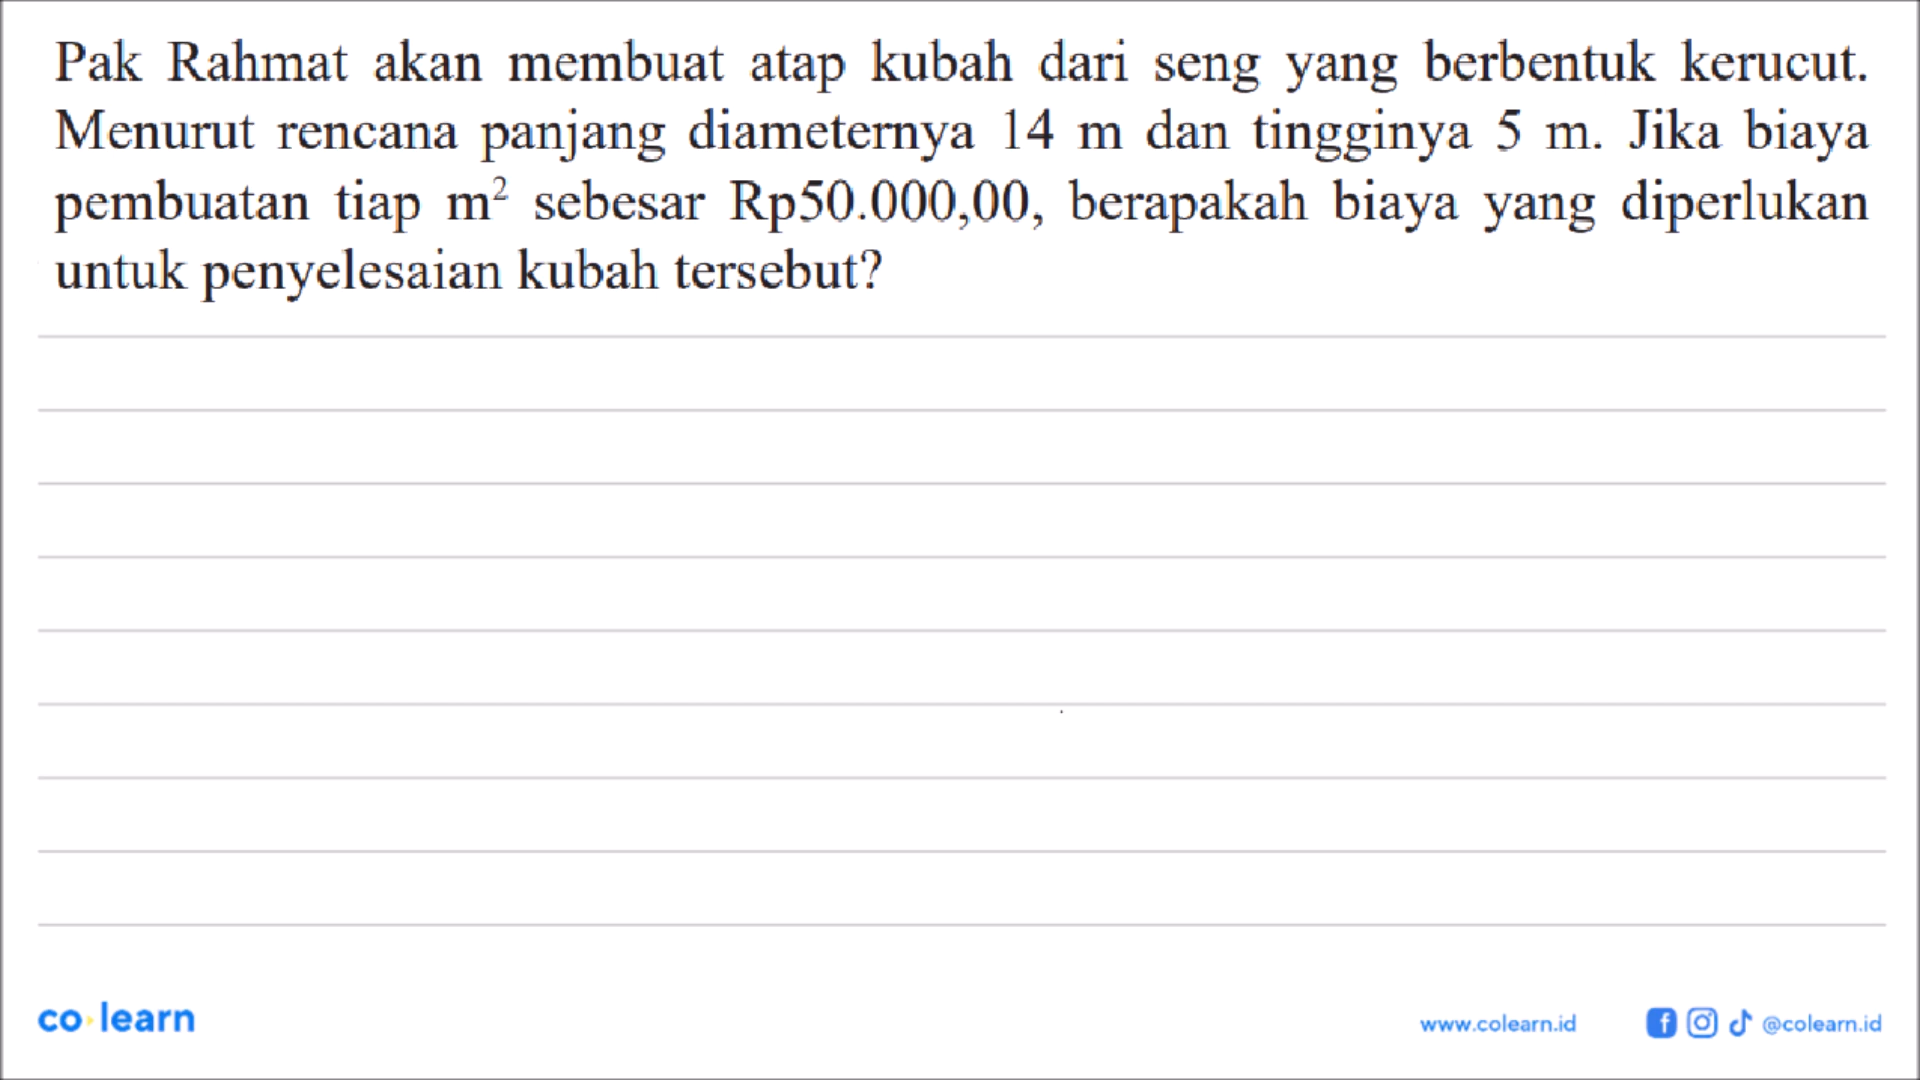 Pak Rahmat akan membuat atap kubah dari seng yang berbentuk kerucut.
Menurut rencana panjang diameternya 14 m dan tingginya 5 m. Jika biaya
pembuatan tiap m² sebesar Rp50.000,00, berapakah biaya yang diperlukan
untuk penyelesaian kubah tersebut?
co learn
www.colearn.id @colearn.id